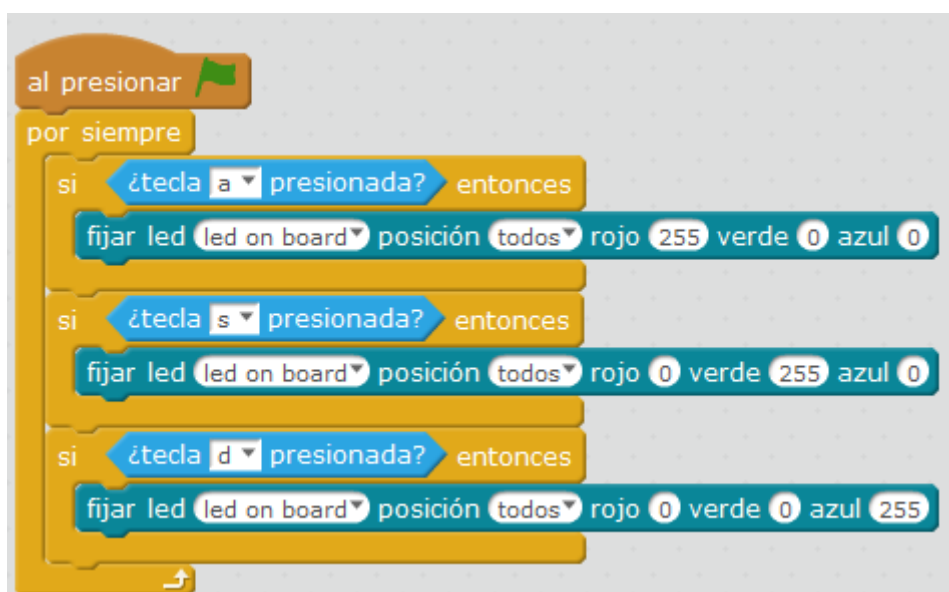 al presionar
por siempre
si ¿tecla a presionada? entonces
fijar led led on board posición todos rojo 255 verde 0 azul 0
si ¿tecla s presionada? entonces
fijar led led on board posición todos rojo 0 verde 255 azul 0
si ¿tecla d presionada? entonces
fijar led led on board posición todos rojo 0 verde 0 azul 255